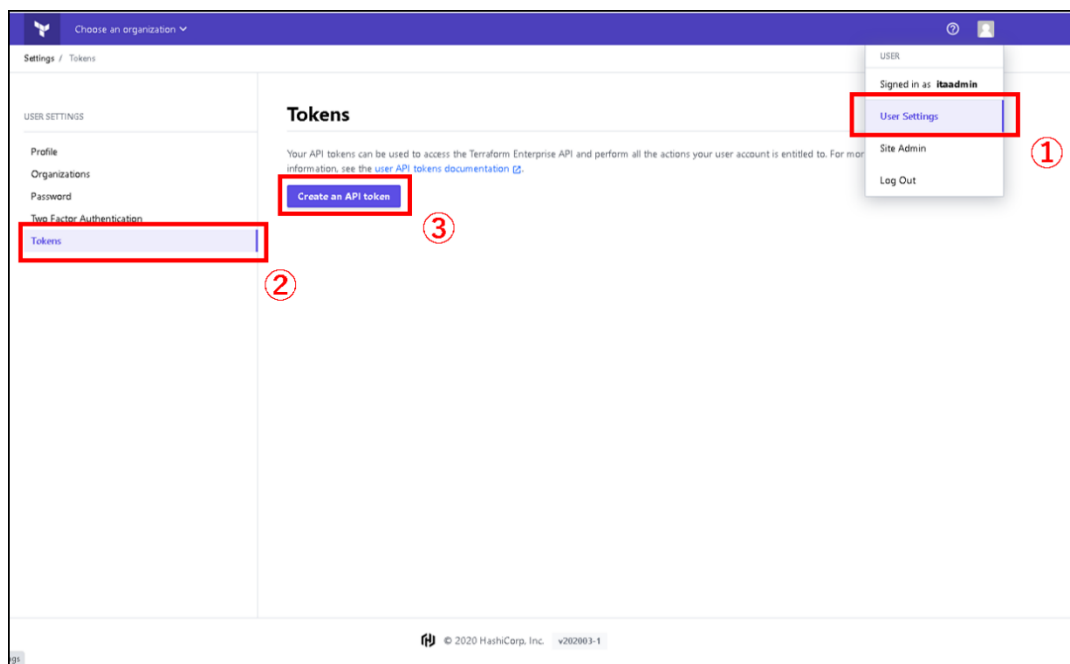 Choose an organization
Settings / Tokens
USER
Signed in as itaadmin
User Settings
①
Site Admin
Log Out
USER SETTINGS
Profile
Organizations
Password
Two Factor Authentication
Tokens
②
Tokens
Your API tokens can be used to access the Terraform Enterprise API and perform all the actions your user account is entitled to. For mor
information, see the user API tokens documentation
Create an API token
③
© 2020 HashiCorp, Inc. v202003-1
ngs